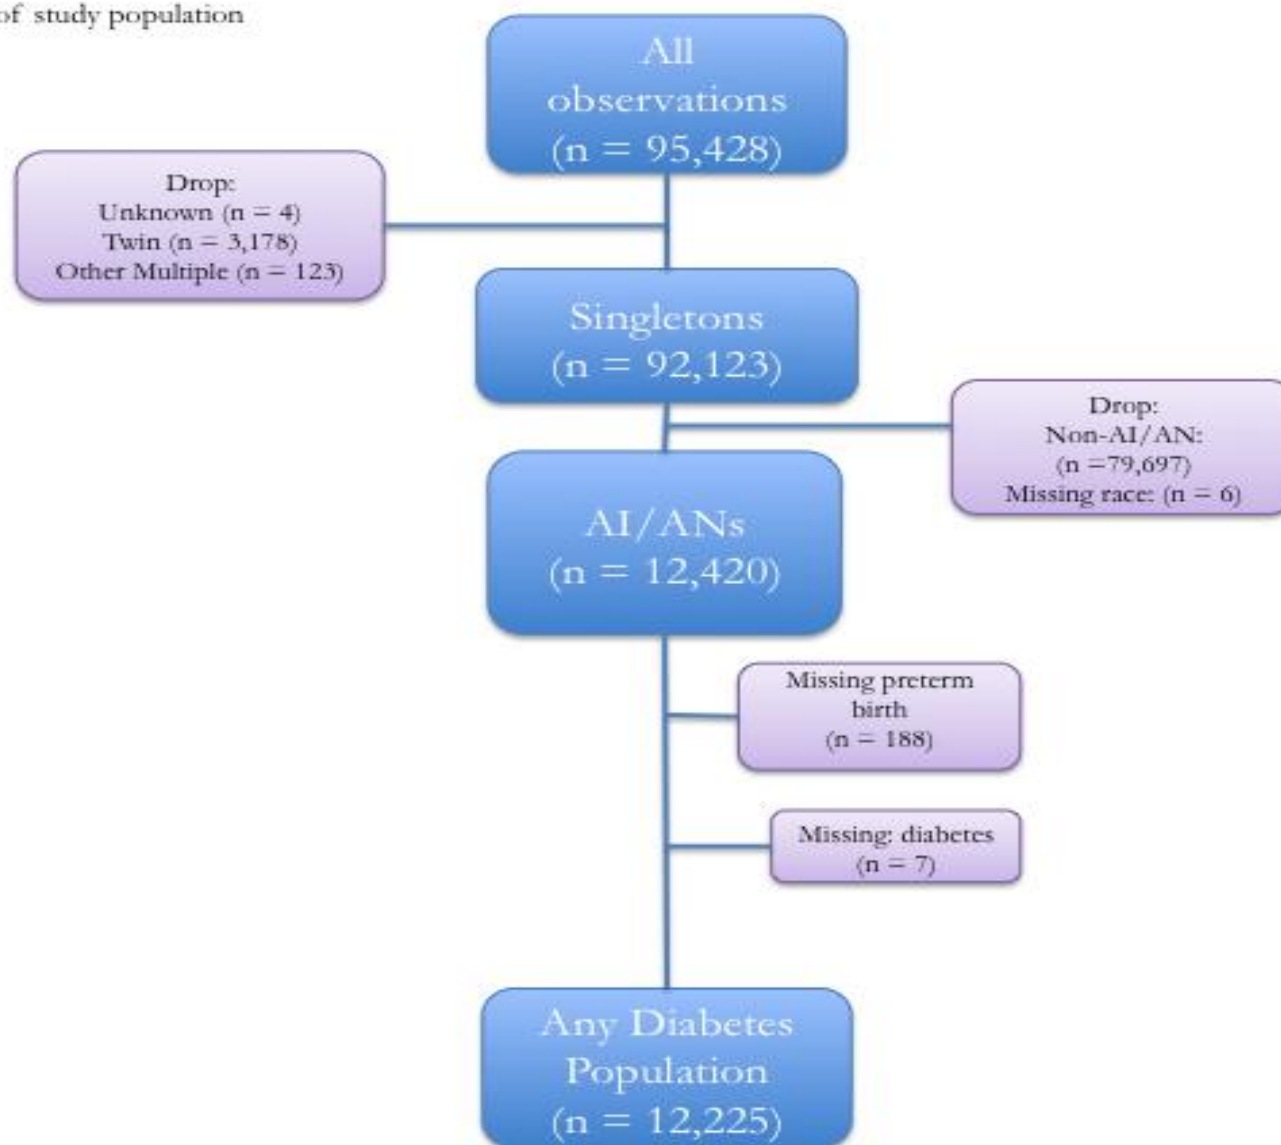 of study population
All
observations
(n = 95,428)
Drop:
Unknown (n = 4)
Twin (n = 3,178)
Other Multiple (n = 123)
Singletons
(n = 92,123)
Drop:
Non-AI/AN:
(n =79,697)
Missing race: (n = 6)
AI/ANs
(n = 12,420)
Missing preterm
birth
(n = 188)
Missing: diabetes
(n = 7)
Any Diabetes
Population
(n = 12,225)